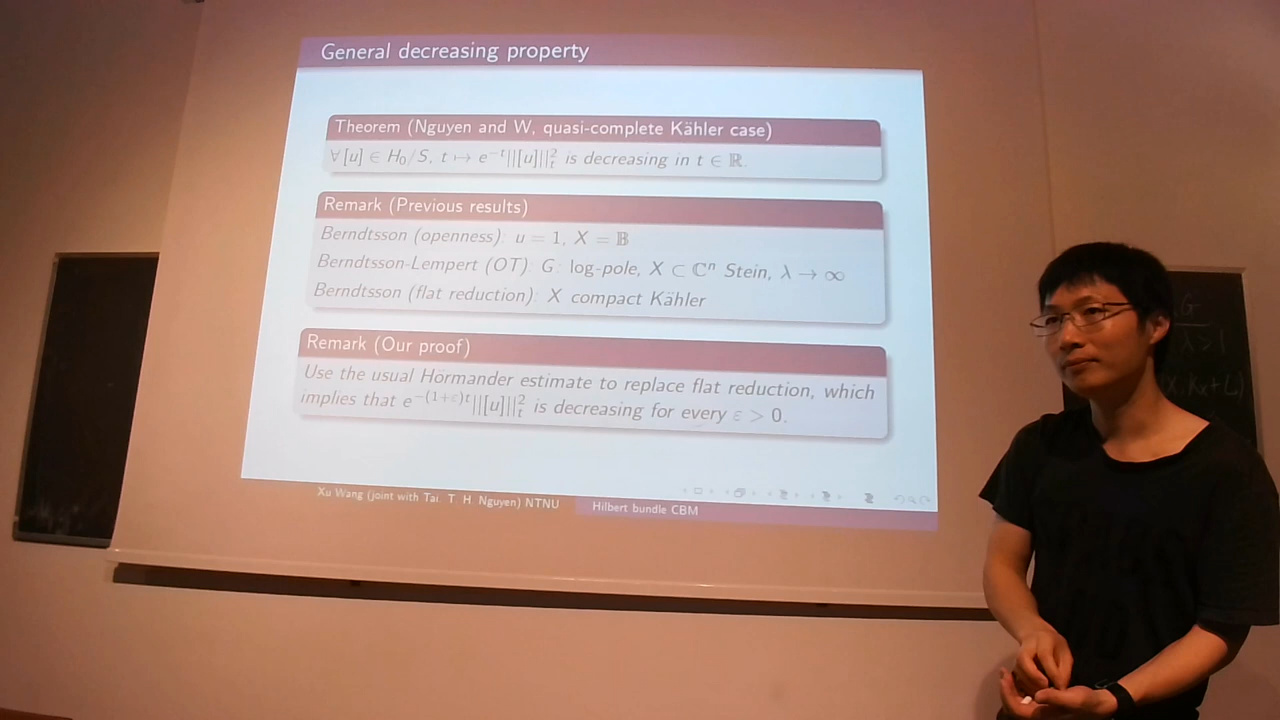 General decreasing property
Theorem (Nguyen and W, quasi-complete Kähler case)
∀[u] ∈ H₀/S, t ↦ e^{-t}||[u]||²_t is decreasing in t ∈ ℝ.
Remark (Previous results)
Berndtsson (openness): u = 1, X = 𝔹
Berndtsson-Lempert (OT): G: log-pole, X ⊂ ℂⁿ Stein, λ → ∞
Berndtsson (flat reduction): X compact Kähler
Remark (Our proof)
Use the usual Hörmander estimate to replace flat reduction, which
implies that e^{-(1+ε)t}||[u]||²_t is decreasing for every ε > 0.
Xu Wang (joint with Tai. T. H. Nguyen) NTNU
Hilbert bundle CBM
G
λ>1
X, Kx+L)